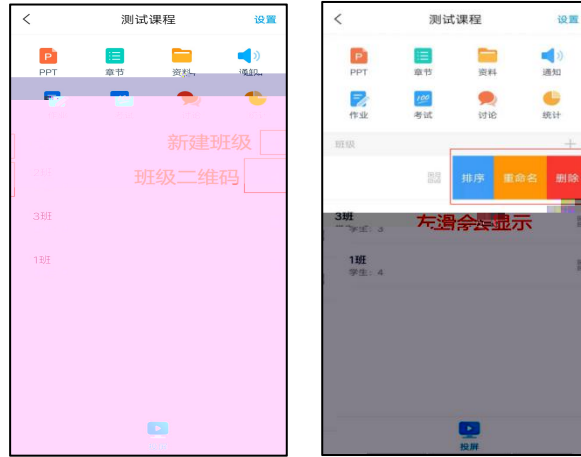 测试课程 设置
PPT 章节 资料 通知
新建班级
班级二维码
3班
1班
测试课程 设置
PPT 章节 资料 通知
作业 考试 讨论 统计
班级
排序 重命名 删除
左滑会显示
3班
学生：3
1班
学生：4
投屏